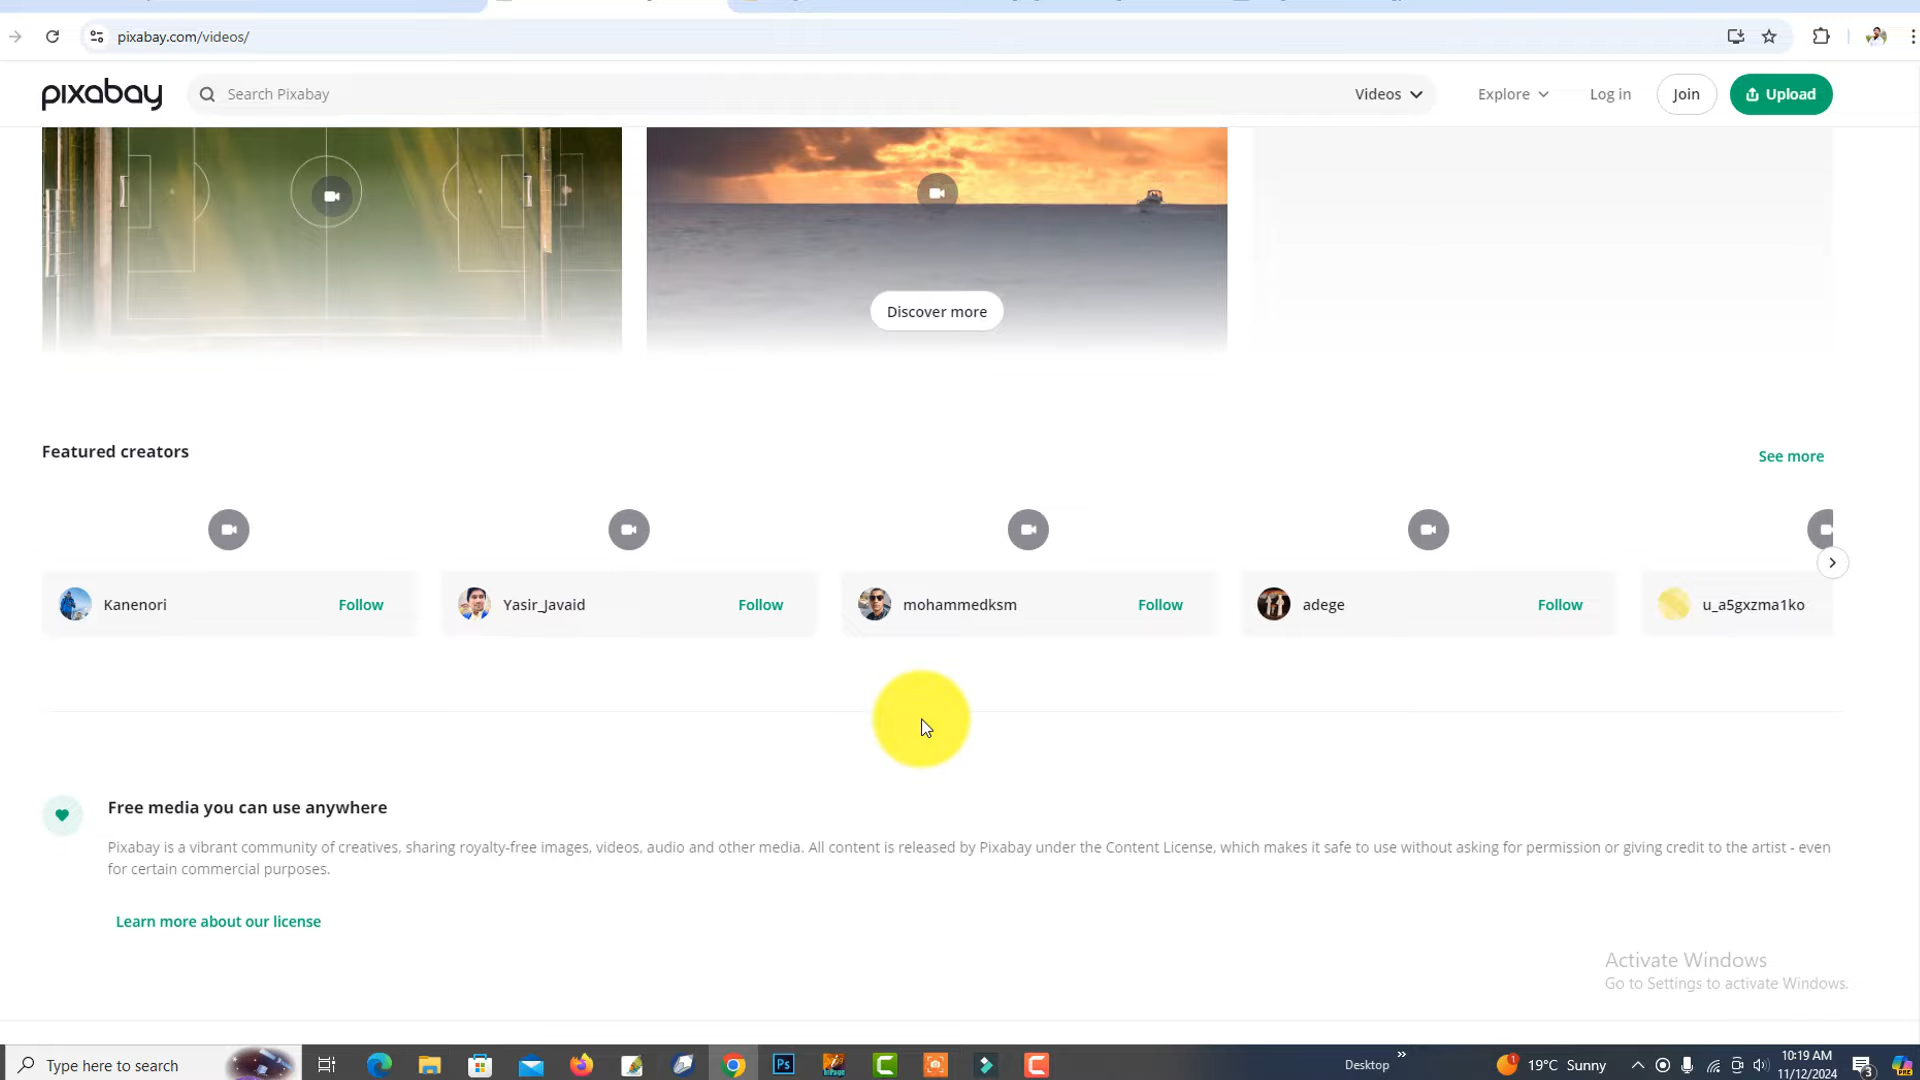 pixabay.com/videos/
pixabay
Search Pixabay
Videos
Explore
Log in
Join
Upload
Discover more
Featured creators
See more
Kanenori
Follow
Yasir_Javaid
Follow
mohammedksm
Follow
adege
Follow
u_a5gxzma1ko
Free media you can use anywhere
Pixabay is a vibrant community of creatives, sharing royalty-free images, videos, audio and other media. All content is released by Pixabay under the Content License, which makes it safe to use without asking for permission or giving credit to the artist - even
for certain commercial purposes.
Learn more about our license
Activate Windows
Go to Settings to activate Windows.
Type here to search
Ps
Desktop
1
19°C Sunny
10:19 AM
11/12/2024
3
PRE